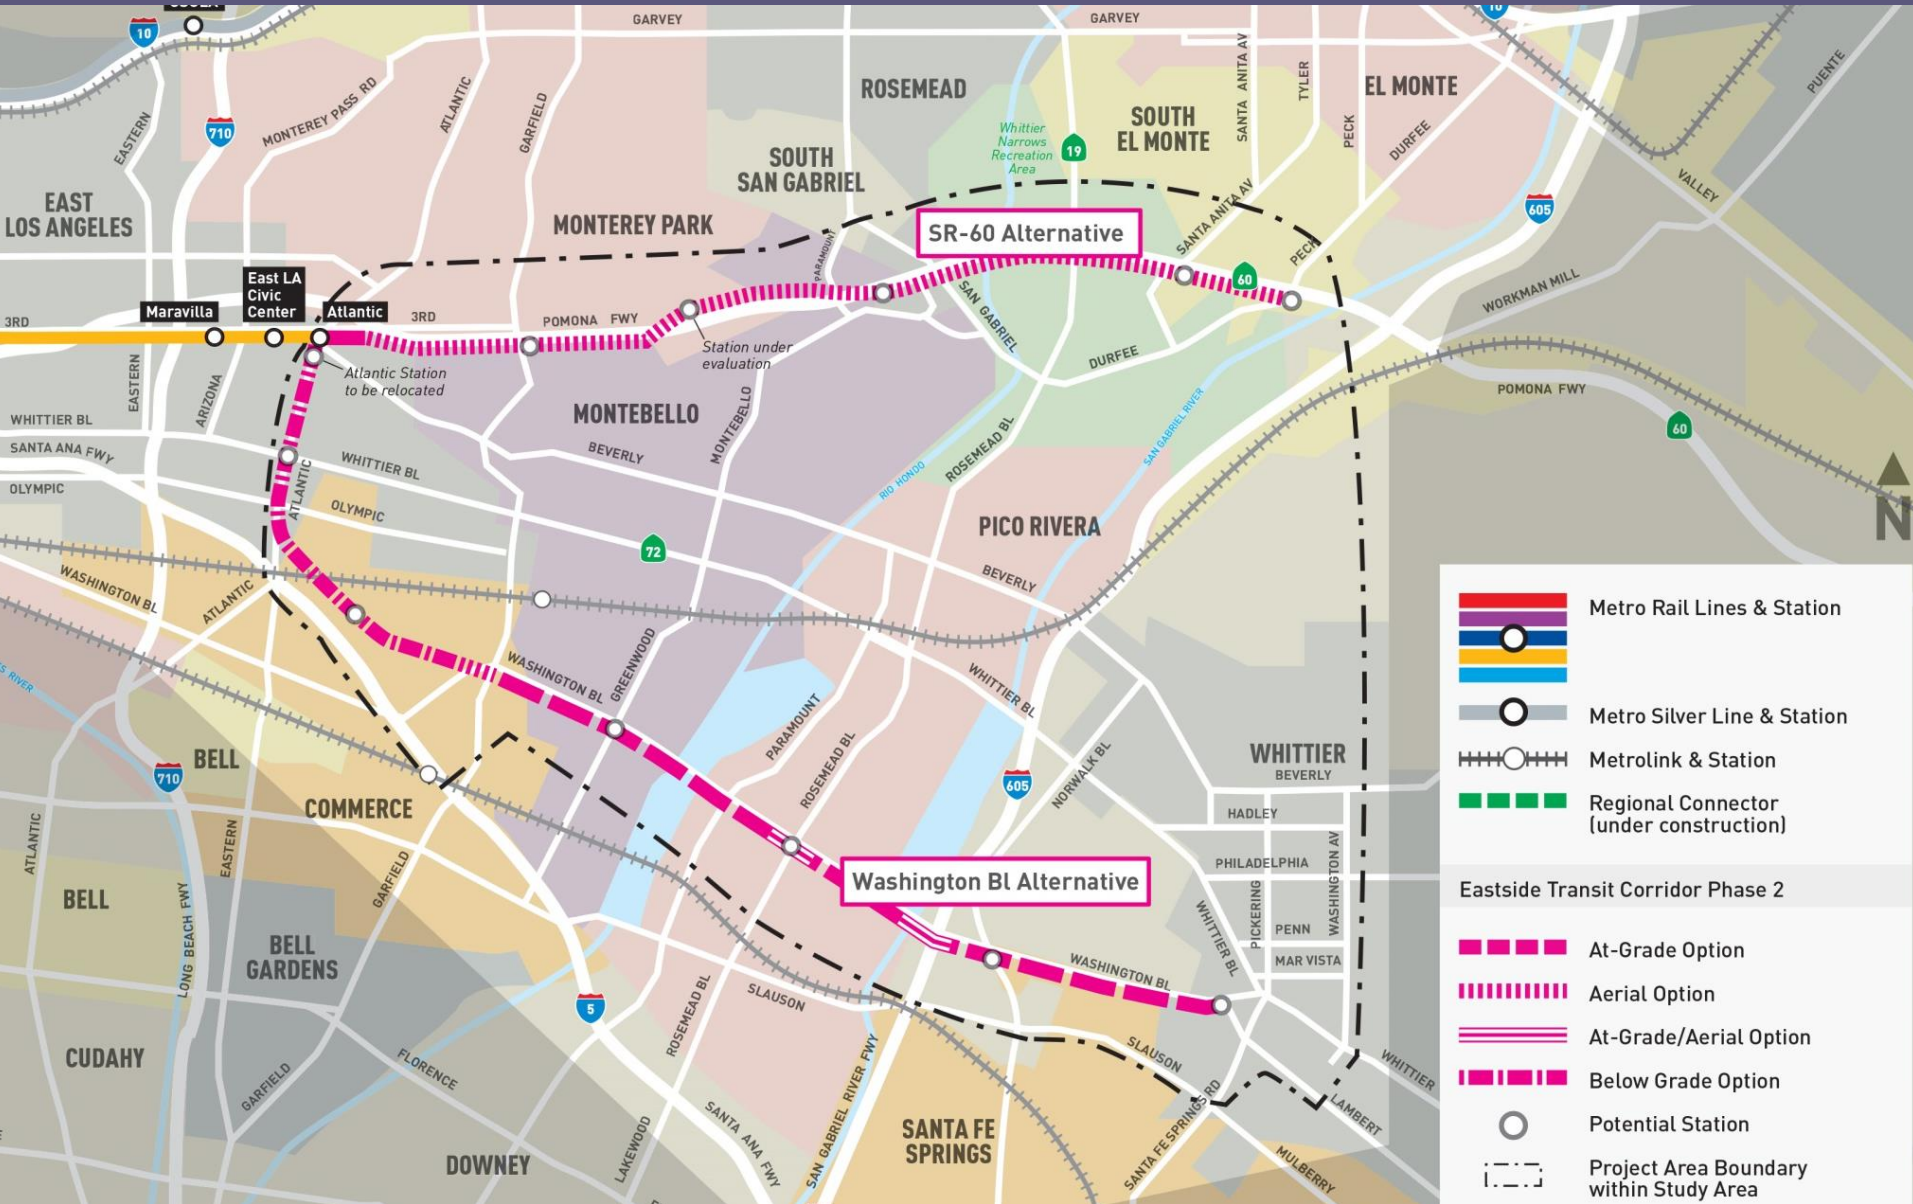 10
GARVEY
GARVEY
10
EASTERN
710
MONTEREY PASS RD
ATLANTIC
GARFIELD
ROSEMEAD
SOUTH
SAN GABRIEL
Whittier
Narrows
Recreation
Area
19
SOUTH
EL MONTE
SANTA ANITA AV
TYLER
PECK
EL MONTE
DURFEE
PUENTE
VALLEY
605
EAST
LOS ANGELES
MONTEREY PARK
PARAMOUNT
SR-60 Alternative
SANTA ANITA AV
60
PECK
WORKMAN MILL
Maravilla
East LA
Civic
Center
Atlantic
3RD
3RD
POMONA FWY
Station under
evaluation
SAN GABRIEL
DURFEE
POMONA FWY
60
Atlantic Station
to be relocated
EASTERN
ARIZONA
WHITTIER BL
SANTA ANA FWY
OLYMPIC
ATLANTIC
WHITTIER BL
OLYMPIC
MONTEBELLO
BEVERLY
MONTEBELLO
RIO HONDO
ROSEMEAD BL
SAN GABRIEL RIVER
72
PICO RIVERA
BEVERLY
N
WASHINGTON BL
ATLANTIC
S RIVER
WASHINGTON BL
GREENWOOD
PARAMOUNT
ROSEMEAD BL
WHITTIER BL
NORWALK BL
605
WHITTIER
BEVERLY
HADLEY
PHILADELPHIA
WASHINGTON AV
PICKERING
PENN
MAR VISTA
WHITTIER BL
BELL
710
COMMERCE
ATLANTIC
EASTERN
GARFIELD
BELL
LONG BEACH FWY
BELL
GARDENS
Washington Bl Alternative
WASHINGTON BL
5
ROSEMEAD BL
SLAUSON
SLAUSON
WHITTIER
LAMBERT
CUDAHY
GARFIELD
FLORENCE
DOWNEY
LAKEWOOD
SANTA ANA FWY
SAN GABRIEL RIVER FWY
SANTA FE
SPRINGS
SANTA FE SPRINGS RD
MULBERRY
Metro Rail Lines & Station
Metro Silver Line & Station
Metrolink & Station
Regional Connector
(under construction)
Eastside Transit Corridor Phase 2
At-Grade Option
Aerial Option
At-Grade/Aerial Option
Below Grade Option
Potential Station
Project Area Boundary
within Study Area